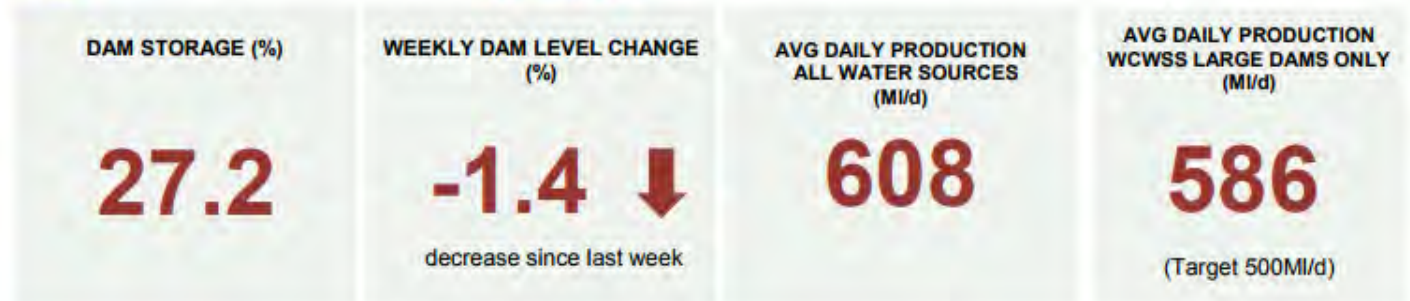 DAM STORAGE (%)
27.2
WEEKLY DAM LEVEL CHANGE
(%)
-1.4
decrease since last week
AVG DAILY PRODUCTION
ALL WATER SOURCES
(Ml/d)
608
AVG DAILY PRODUCTION
WCWSS LARGE DAMS ONLY
(Ml/d)
586
(Target 500Ml/d)